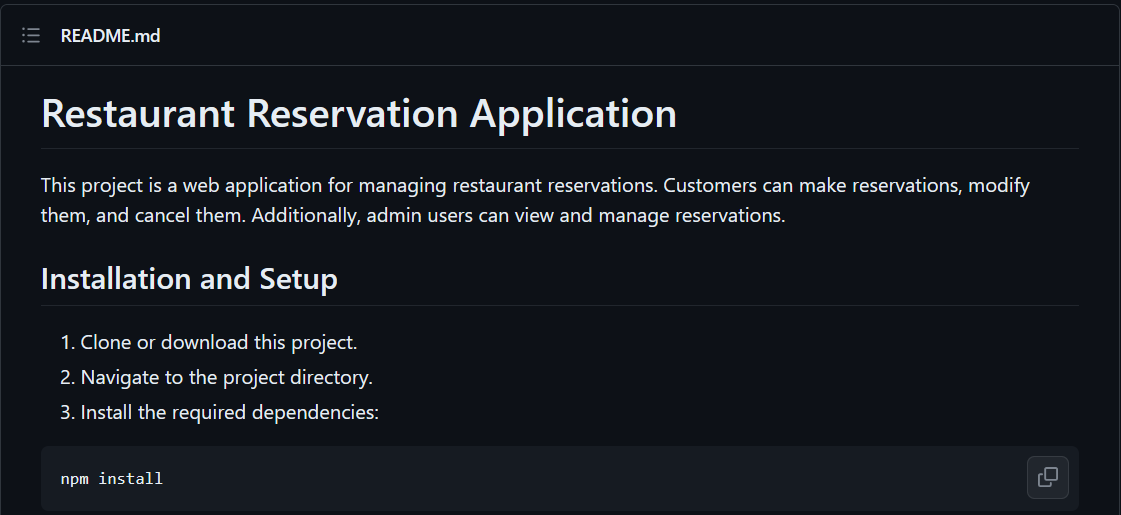 README.md
Restaurant Reservation Application
This project is a web application for managing restaurant reservations. Customers can make reservations, modify
them, and cancel them. Additionally, admin users can view and manage reservations.
Installation and Setup
1. Clone or download this project.
2. Navigate to the project directory.
3. Install the required dependencies:
npm install